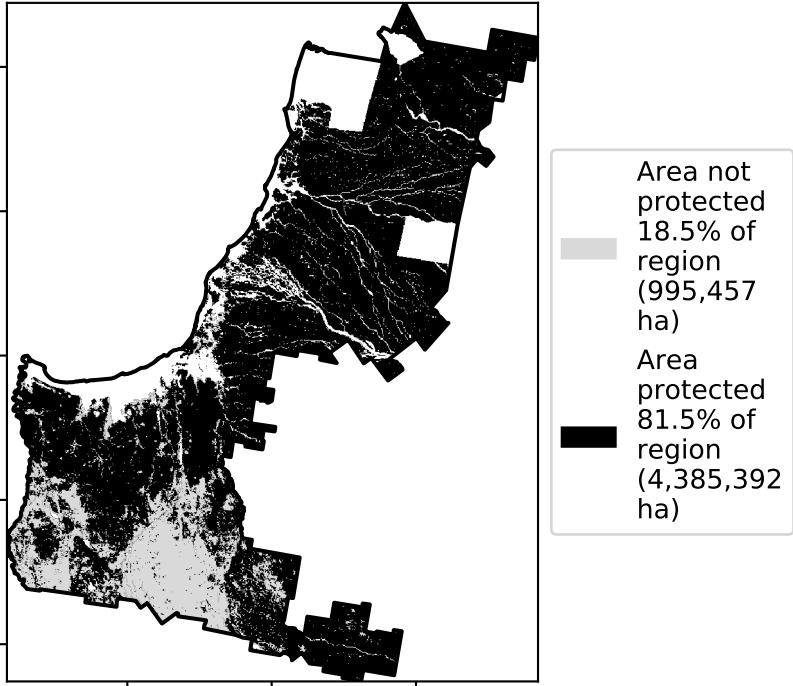 Area not
protected
18.5% of
region
(995,457
ha)
Area
protected
81.5% of
region
(4,385,392
ha)